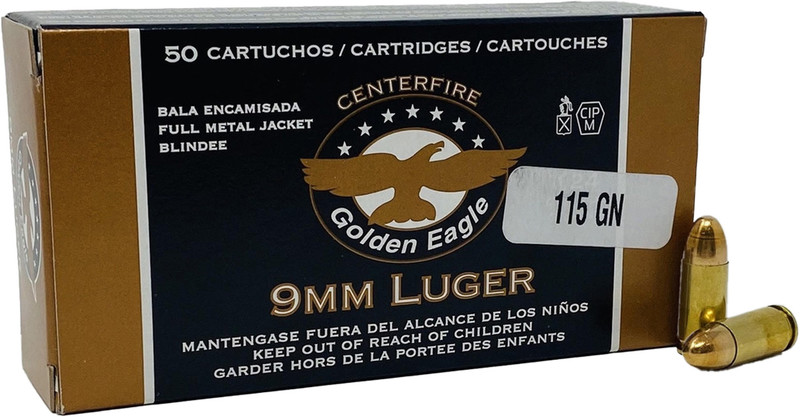 50 CARTUCHOS / CARTRIDGES / CARTOUCHES
BALA ENCAMISADA
FULL METAL JACKET
BLINDEE
CENTERFIRE
Golden Eagle
CIP
M
115 GN
9MM LUGER
MANTENGASE FUERA DEL ALCANCE DE LOS NIÑOS
KEEP OUT OF REACH OF CHILDREN
GARDER HORS DE LA PORTEE DES ENFANTS